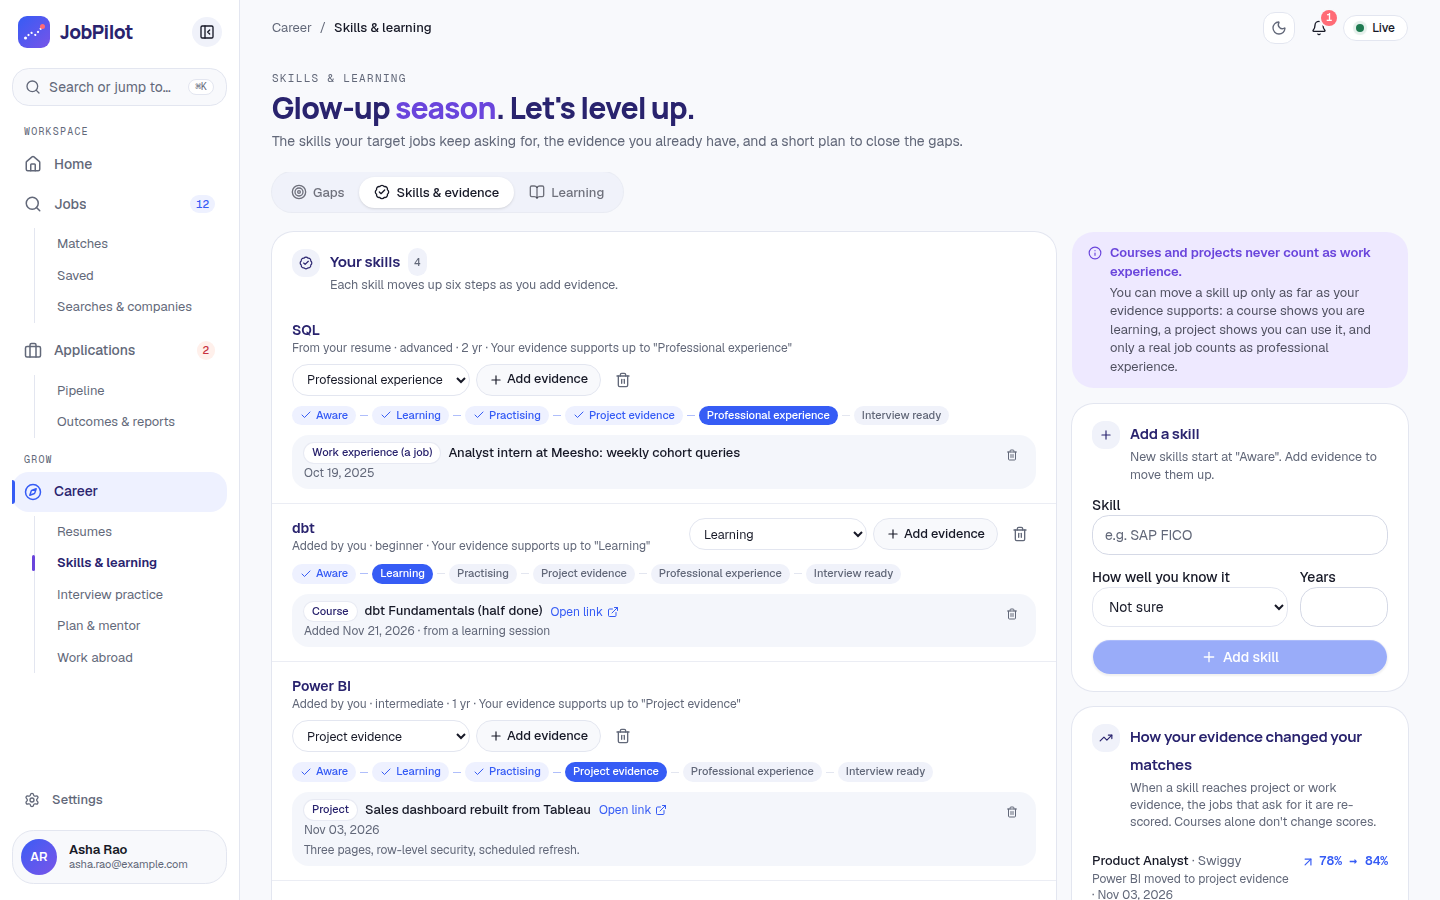 JobPilot
Search or jump to...
⌘K
WORKSPACE
Home
Jobs
12
Matches
Saved
Searches & companies
Applications
2
Pipeline
Outcomes & reports
GROW
Career
Resumes
Skills & learning
Interview practice
Plan & mentor
Work abroad
Settings
AR
Asha Rao
asha.rao@example.com
Career / Skills & learning
1
Live
SKILLS & LEARNING
Glow-up season. Let's level up.
The skills your target jobs keep asking for, the evidence you already have, and a short plan to close the gaps.
Gaps
Skills & evidence
Learning
Your skills 4
Each skill moves up six steps as you add evidence.
SQL
From your resume · advanced · 2 yr · Your evidence supports up to "Professional experience"
Professional experience
+ Add evidence
Aware — Learning — Practising — Project evidence — Professional experience — Interview ready
Work experience (a job) Analyst intern at Meesho: weekly cohort queries
Oct 19, 2025
dbt
Added by you · beginner · Your evidence supports up to "Learning"
Learning
+ Add evidence
Aware — Learning — Practising — Project evidence — Professional experience — Interview ready
Course dbt Fundamentals (half done) Open link
Added Nov 21, 2026 · from a learning session
Power BI
Added by you · intermediate · 1 yr · Your evidence supports up to "Project evidence"
Project evidence
+ Add evidence
Aware — Learning — Practising — Project evidence — Professional experience — Interview ready
Project Sales dashboard rebuilt from Tableau Open link
Nov 03, 2026
Three pages, row-level security, scheduled refresh.
Courses and projects never count as work
experience.
You can move a skill up only as far as your
evidence supports: a course shows you are
learning, a project shows you can use it, and
only a real job counts as professional
experience.
Add a skill
New skills start at "Aware". Add evidence to
move them up.
Skill
e.g. SAP FICO
How well you know it
Years
Not sure
+ Add skill
How your evidence changed your
matches
When a skill reaches project or work
evidence, the jobs that ask for it are re-
scored. Courses alone don't change scores.
Product Analyst · Swiggy
78% → 84%
Power BI moved to project evidence
· Nov 03, 2026